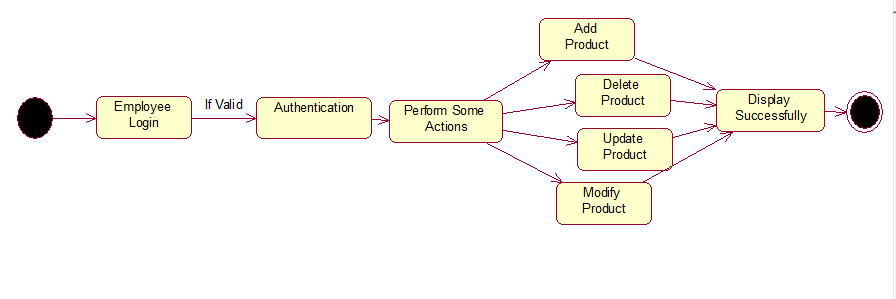 Employee
Login
If Valid
Authentication
Perform Some
Actions
Add
Product
Delete
Product
Update
Product
Modify
Product
Display
Successfully